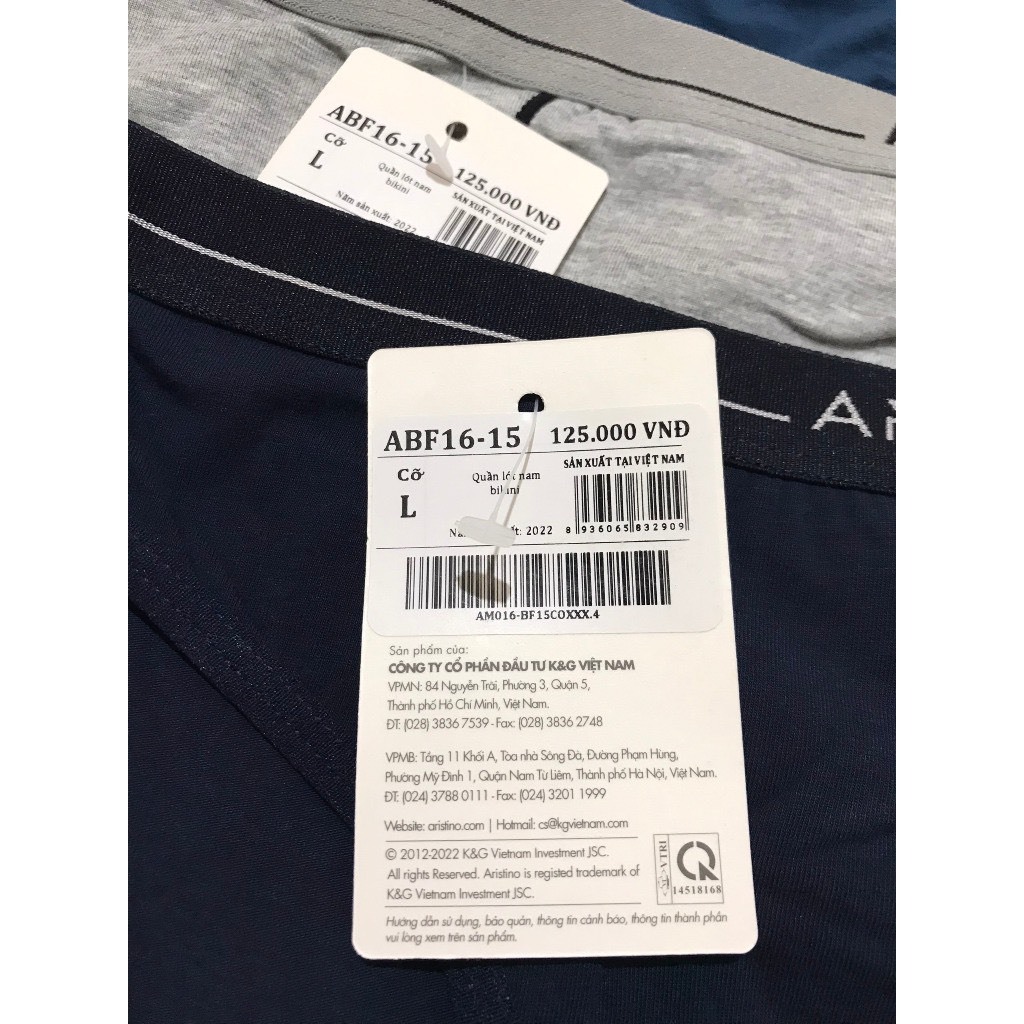 ABF16-15
125.000 VNĐ
Cỡ
L
Quần lót nam
bikini
SẢN XUẤT TẠI VIỆT NAM
Năm sản xuất: 2022
ABF16-15
125.000 VNĐ
Cỡ
L
Quần lót nam
bikini
SẢN XUẤT TẠI VIỆT NAM
2022
8 936065 832909
AM016-BF15COXXX.4
Sản phẩm của:
CÔNG TY CỔ PHẦN ĐẦU TƯ K&G VIỆT NAM
VPMN: 84 Nguyễn Trãi, Phường 3, Quận 5,
Thành phố Hồ Chí Minh, Việt Nam.
ĐT: (028) 3836 7539 - Fax: (028) 3836 2748
VPMB: Tầng 11 Khối A, Tòa nhà Sông Đà, Đường Phạm Hùng,
Phường Mỹ Đình 1, Quận Nam Từ Liêm, Thành phố Hà Nội, Việt Nam.
ĐT: (024) 3788 0111 - Fax: (024) 3201 1999
Website: aristino.com | Hotmail: cs@kgvietnam.com
© 2012-2022 K&G Vietnam Investment JSC.
All rights Reserved. Aristino is registed trademark of
K&G Vietnam Investment JSC.
VTRI
14518168
Hướng dẫn sử dụng, bảo quản, thông tin cảnh báo, thông tin thành phần
vui lòng xem trên sản phẩm.